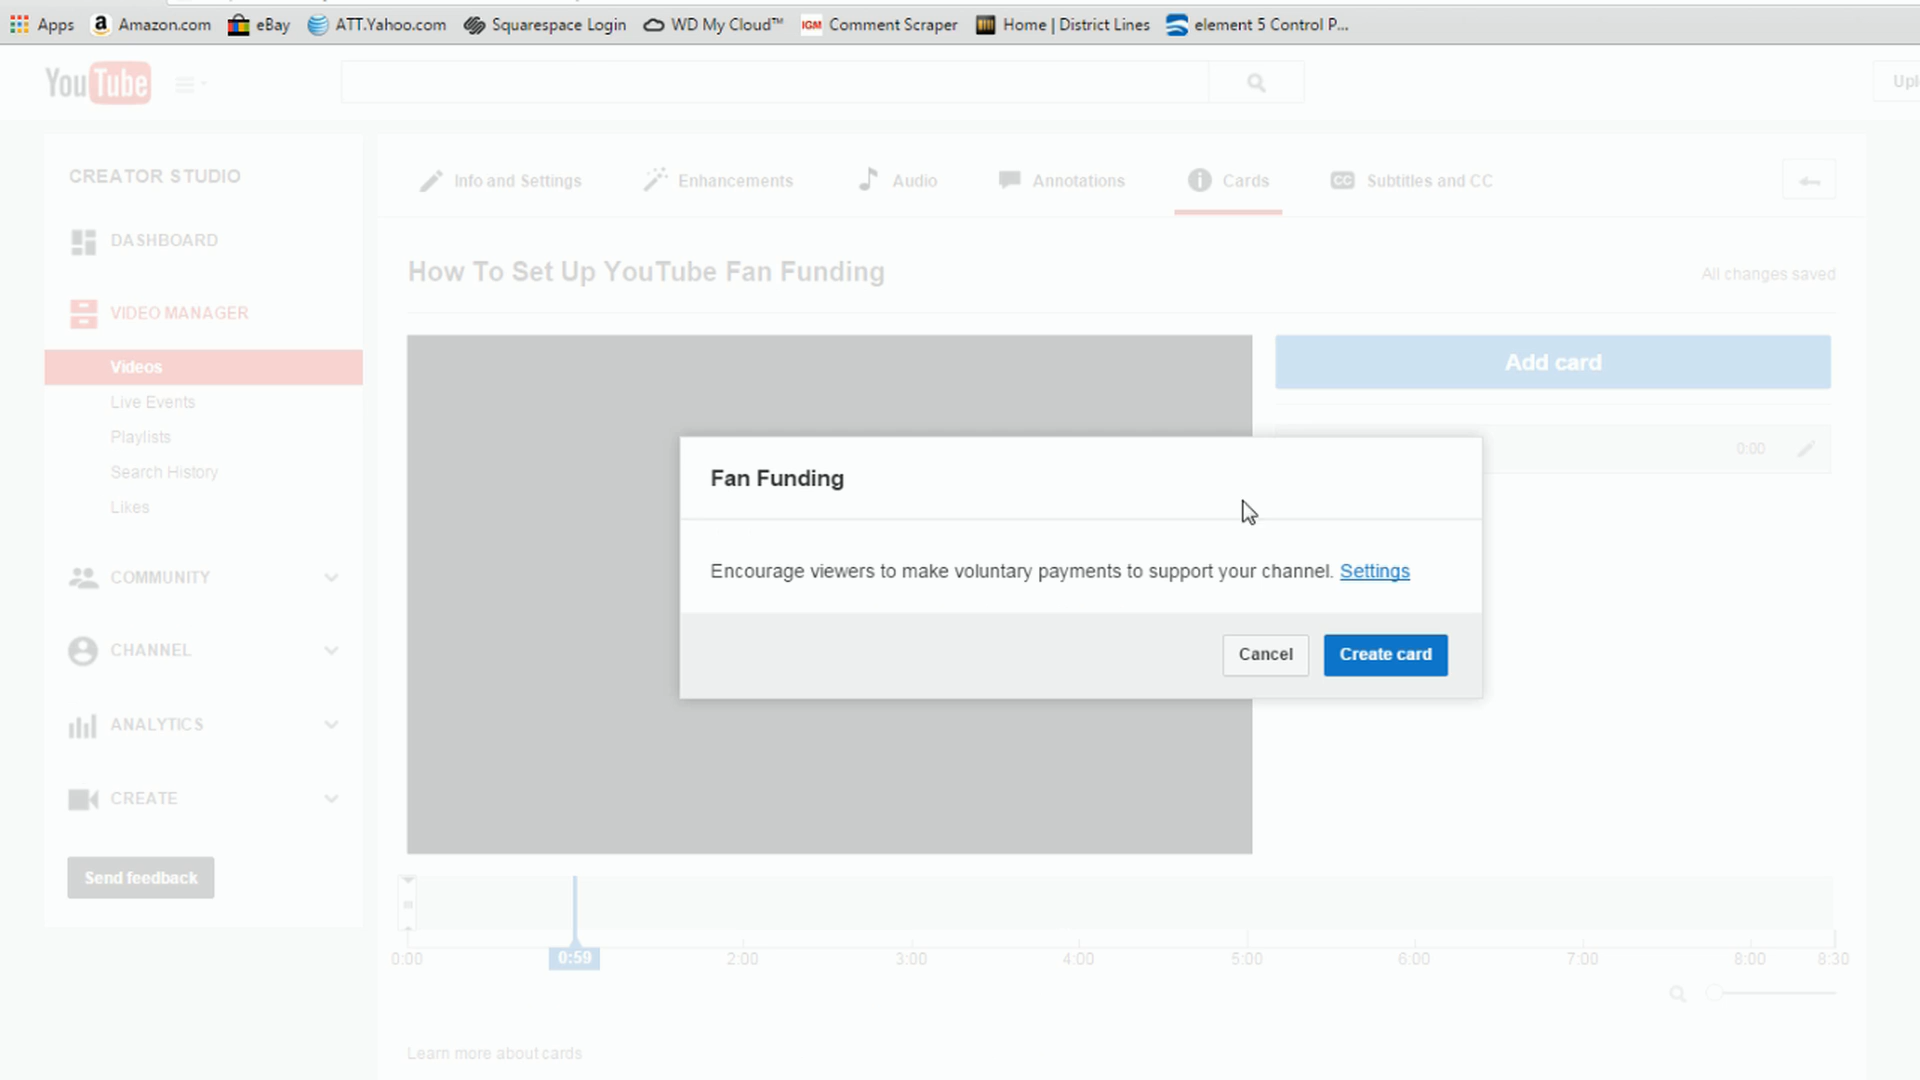 Apps Amazon.com eBay ATT.Yahoo.com Squarespace Login WD My Cloud™ IGM Comment Scraper Home | District Lines element 5 Control P...
YouTube
Upl
CREATOR STUDIO
DASHBOARD
VIDEO MANAGER
Videos
Live Events
Playlists
Search History
Likes
COMMUNITY
CHANNEL
ANALYTICS
CREATE
Send feedback
Info and Settings Enhancements Audio Annotations Cards CC Subtitles and CC
How To Set Up YouTube Fan Funding
All changes saved
Add card
0:00
Fan Funding
Encourage viewers to make voluntary payments to support your channel. Settings
Cancel Create card
0:00 0:59 2:00 3:00 4:00 5:00 6:00 7:00 8:00 8:30
Learn more about cards